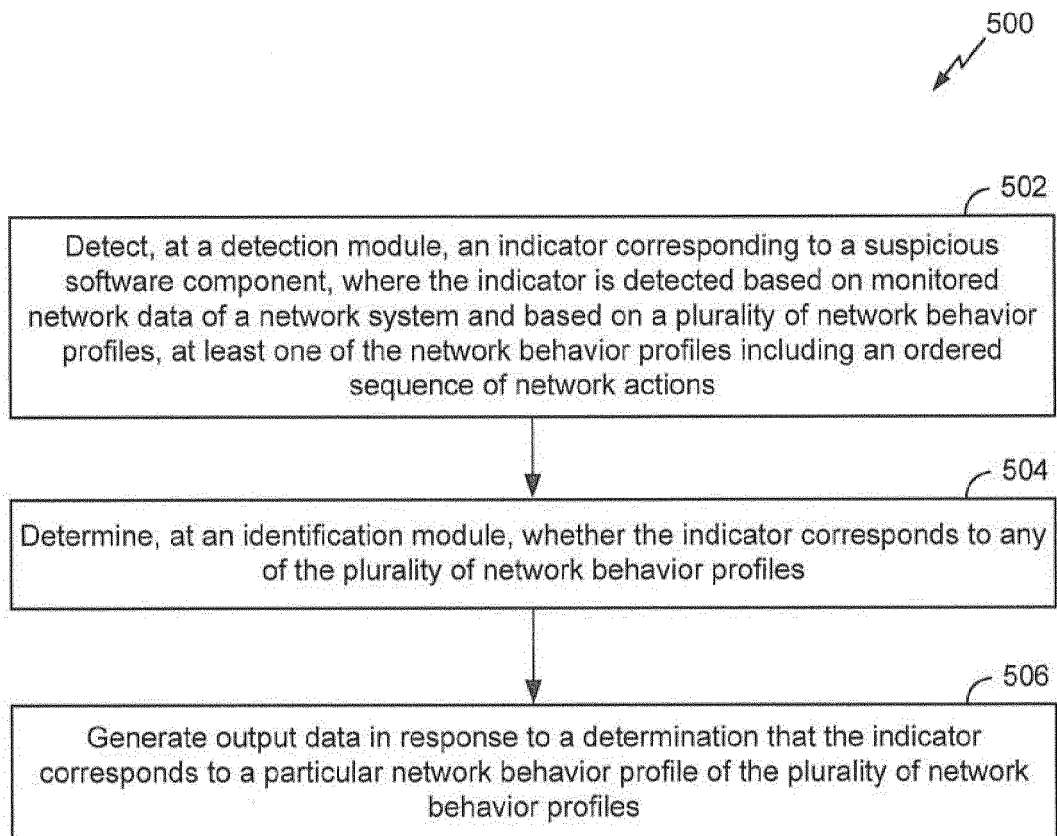 500
502
Detect, at a detection module, an indicator corresponding to a suspicious
software component, where the indicator is detected based on monitored
network data of a network system and based on a plurality of network behavior
profiles, at least one of the network behavior profiles including an ordered
sequence of network actions
504
Determine, at an identification module, whether the indicator corresponds to any
of the plurality of network behavior profiles
506
Generate output data in response to a determination that the indicator
corresponds to a particular network behavior profile of the plurality of network
behavior profiles